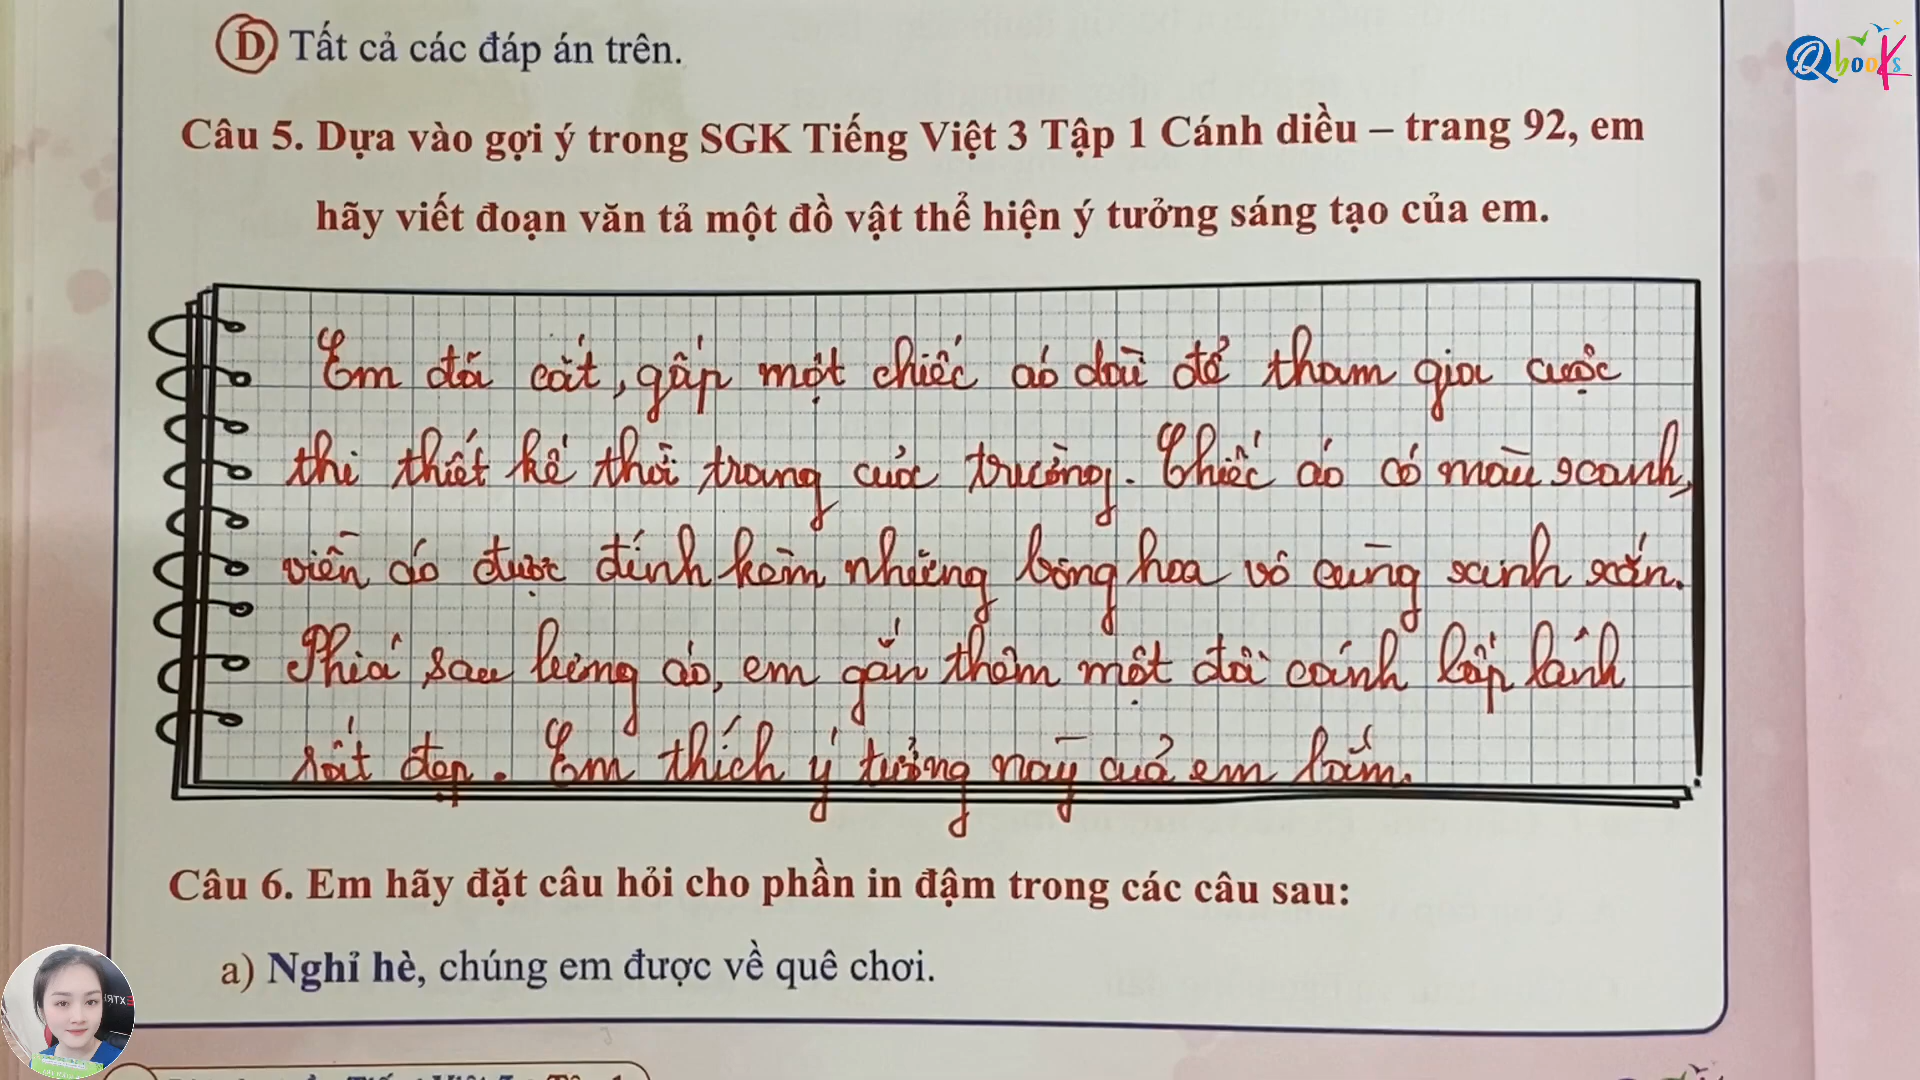 D Tất cả các đáp án trên.
Qbooks
Câu 5. Dựa vào gợi ý trong SGK Tiếng Việt 3 Tập 1 Cánh diều – trang 92, em
hãy viết đoạn văn tả một đồ vật thể hiện ý tưởng sáng tạo của em.
Em đã cắt, gấp một chiếc áo dài để tham gia cuộc
thi thiết kế thời trang của trường. Chiếc áo có màu xanh,
viền áo được đính kèm những bông hoa vô cùng xinh xắn.
Phía sau lưng áo, em gắn thêm một đôi cánh lấp lánh
rất đẹp. Em thích ý tưởng này của em lắm.
Câu 6. Em hãy đặt câu hỏi cho phần in đậm trong các câu sau:
a) Nghỉ hè, chúng em được về quê chơi.